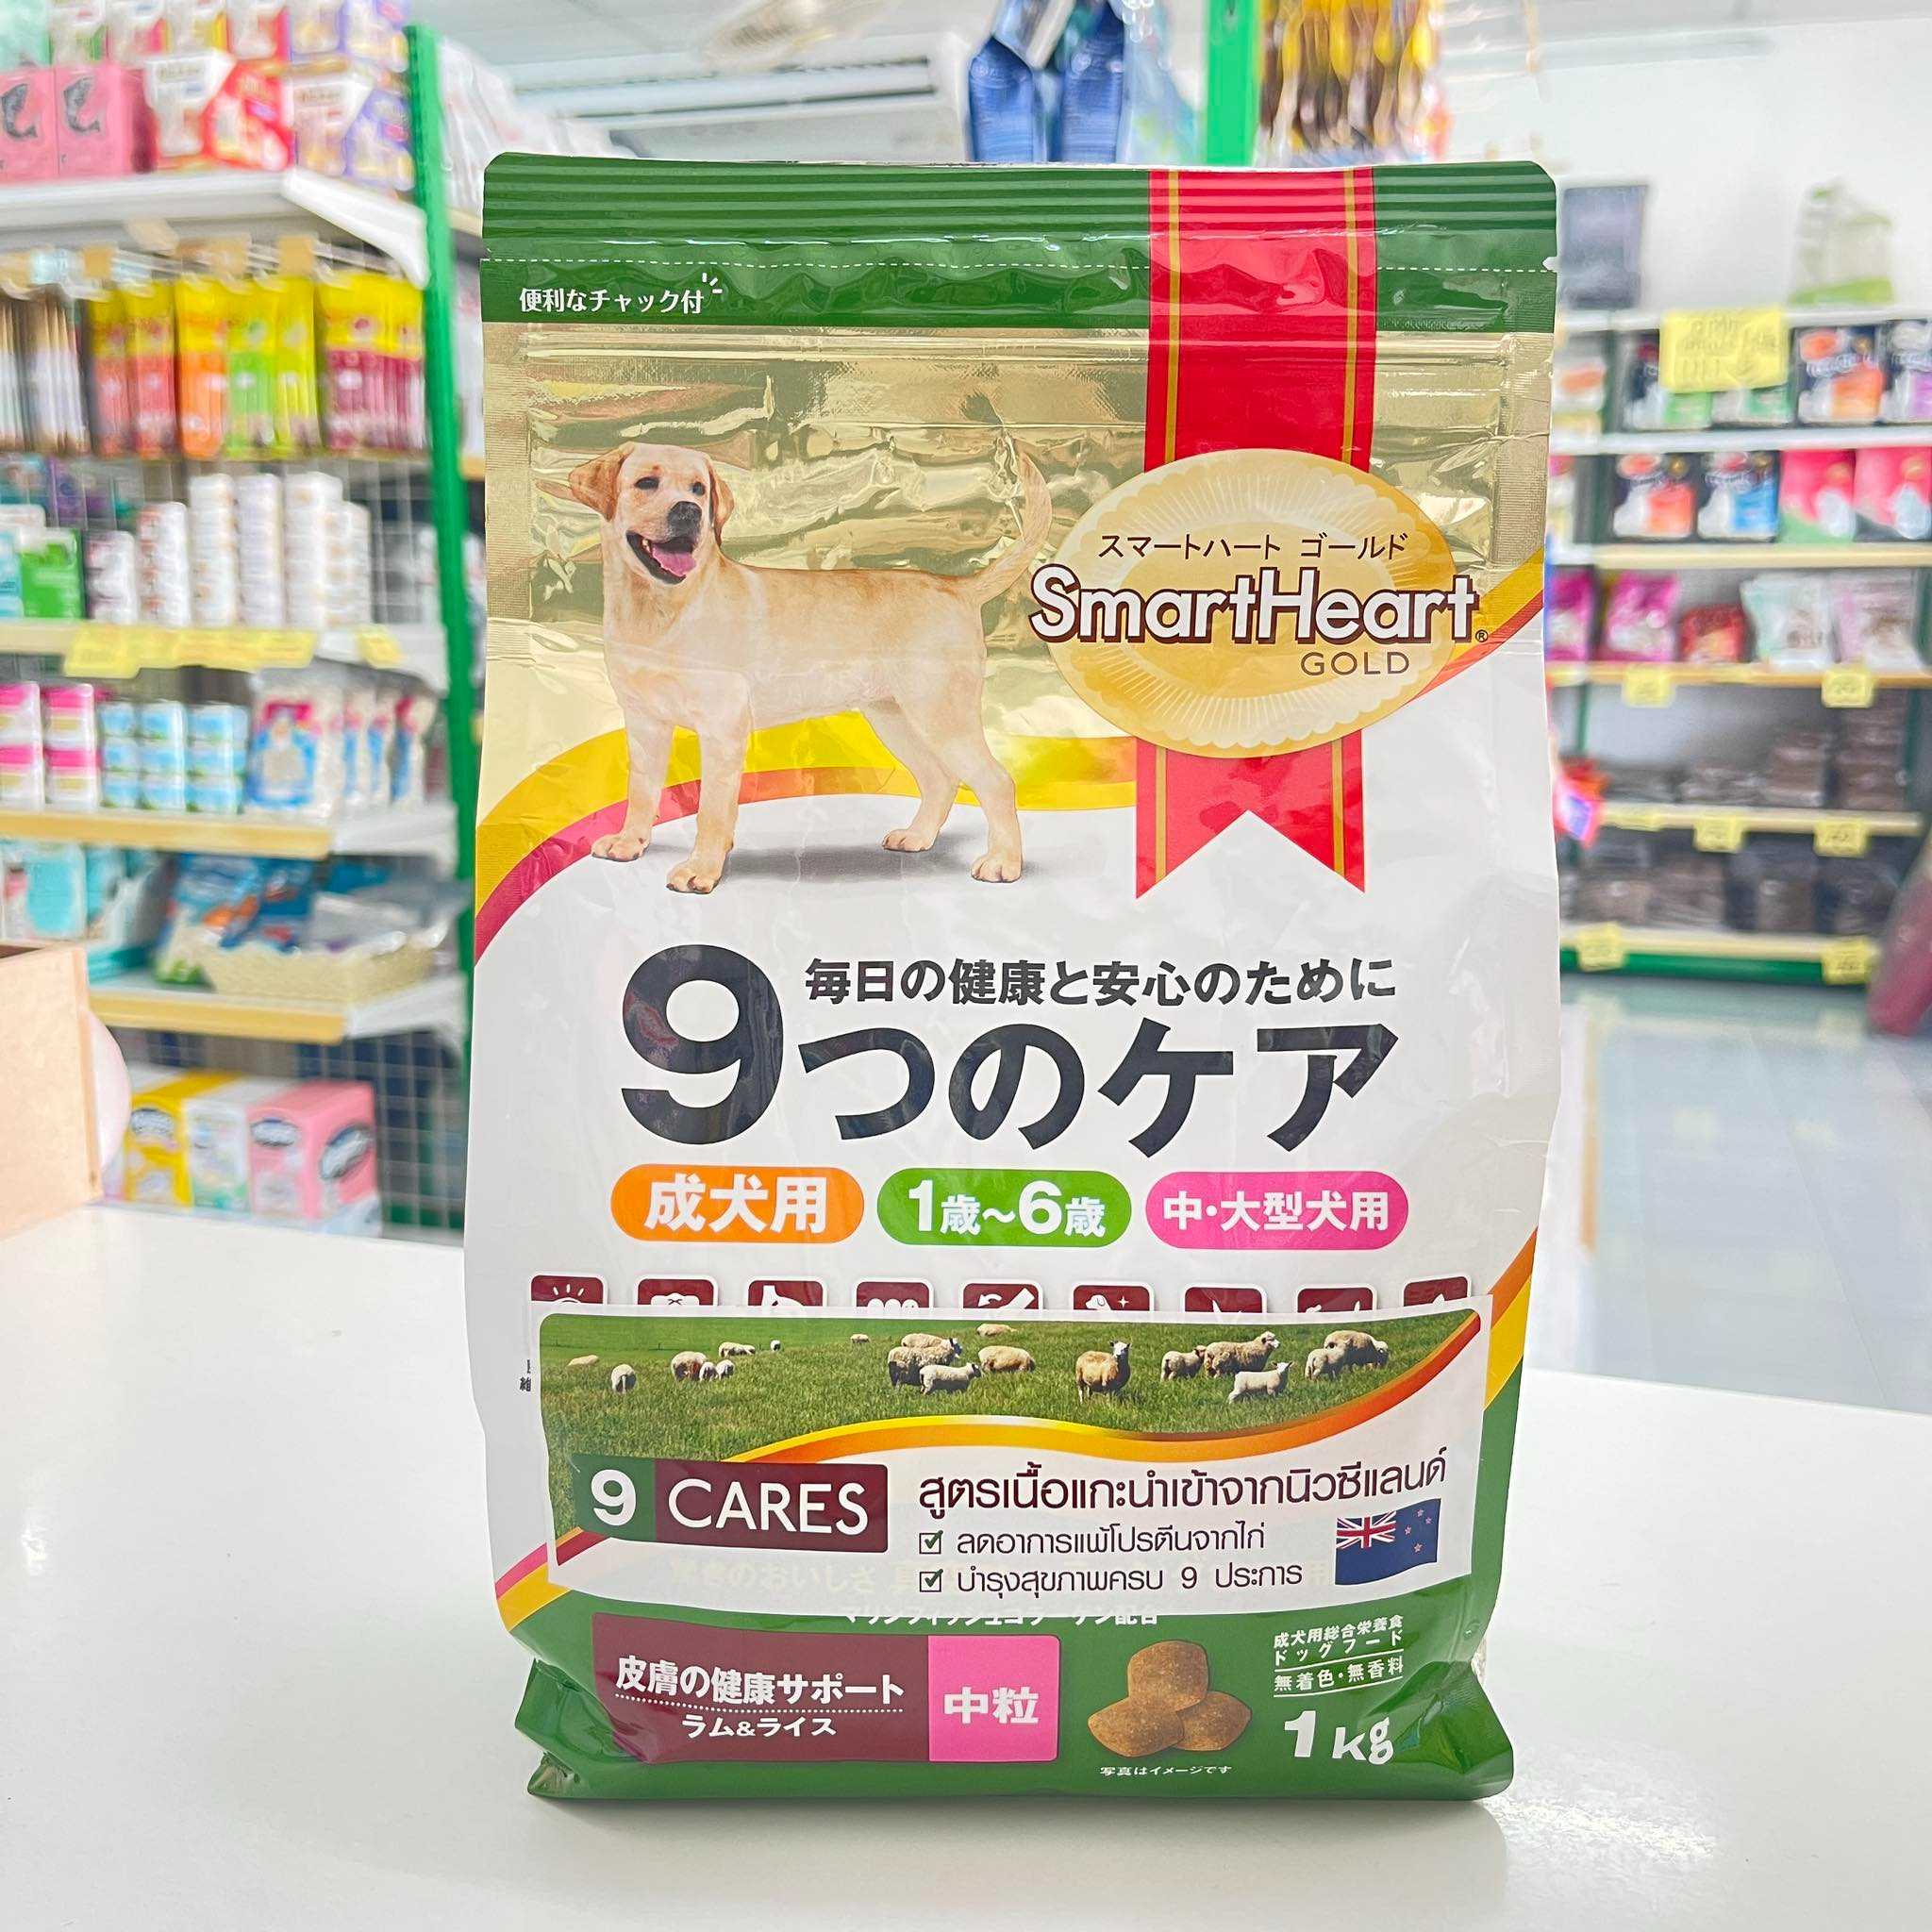 便利なチャック付
スマートハート ゴールド
SmartHeart®
GOLD
毎日の健康と安心のために
9つのケア
成犬用
1歳〜6歳
中・大型犬用
9 CARES
สูตรเนื้อแกะนำเข้าจากนิวซีแลนด์
ลดอาการแพ้โปรตีนจากไก่
บำรุงสุขภาพครบ 9 ประการ
皮膚の健康サポート
ラム&ライス
中粒
写真はイメージです
成犬用総合栄養食
ドッグフード
無着色・無香料
1kg